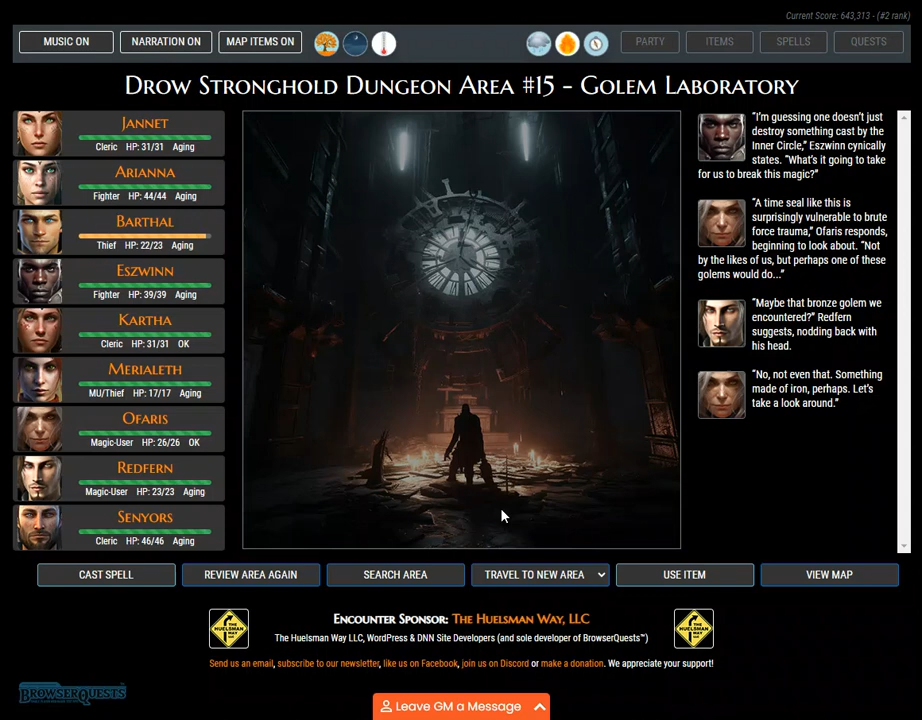 Current Score: 643,313 - (#2 rank)
MUSIC ON
NARRATION ON
MAP ITEMS ON
PARTY
ITEMS
SPELLS
QUESTS
Drow Stronghold Dungeon Area #15 - Golem Laboratory
Jannet
Cleric HP: 31/31 Aging
Arianna
Fighter HP: 44/44 Aging
Barthal
Thief HP: 22/23 Aging
Eszwinn
Fighter HP: 39/39 Aging
Kartha
Cleric HP: 31/31 OK
Merialeth
MU/Thief HP: 17/17 Aging
Ofaris
Magic-User HP: 26/26 OK
Redfern
Magic-User HP: 23/23 Aging
Senyors
Cleric HP: 46/46 Aging
"I'm guessing one doesn't just
destroy something cast by the
Inner Circle," Eszwinn cynically
states. "What's it going to take
for us to break this magic?"
"A time seal like this is
surprisingly vulnerable to brute
force trauma," Ofaris responds,
beginning to look about. "Not
by the likes of us, but perhaps one of these
golems would do..."
"Maybe that bronze golem we
encountered?" Redfern
suggests, nodding back with
his head.
"No, not even that. Something
made of iron, perhaps. Let's
take a look around."
CAST SPELL
REVIEW AREA AGAIN
SEARCH AREA
TRAVEL TO NEW AREA
USE ITEM
VIEW MAP
THE HUELSMAN WAY
Encounter Sponsor: The Huelsman Way, LLC
The Huelsman Way LLC, WordPress & DNN Site Developers (and sole developer of BrowserQuests™)
THE HUELSMAN WAY
Send us an email, subscribe to our newsletter, like us on Facebook, join us on Discord or make a donation. We appreciate your support!
BrowserQuests
Leave GM a Message